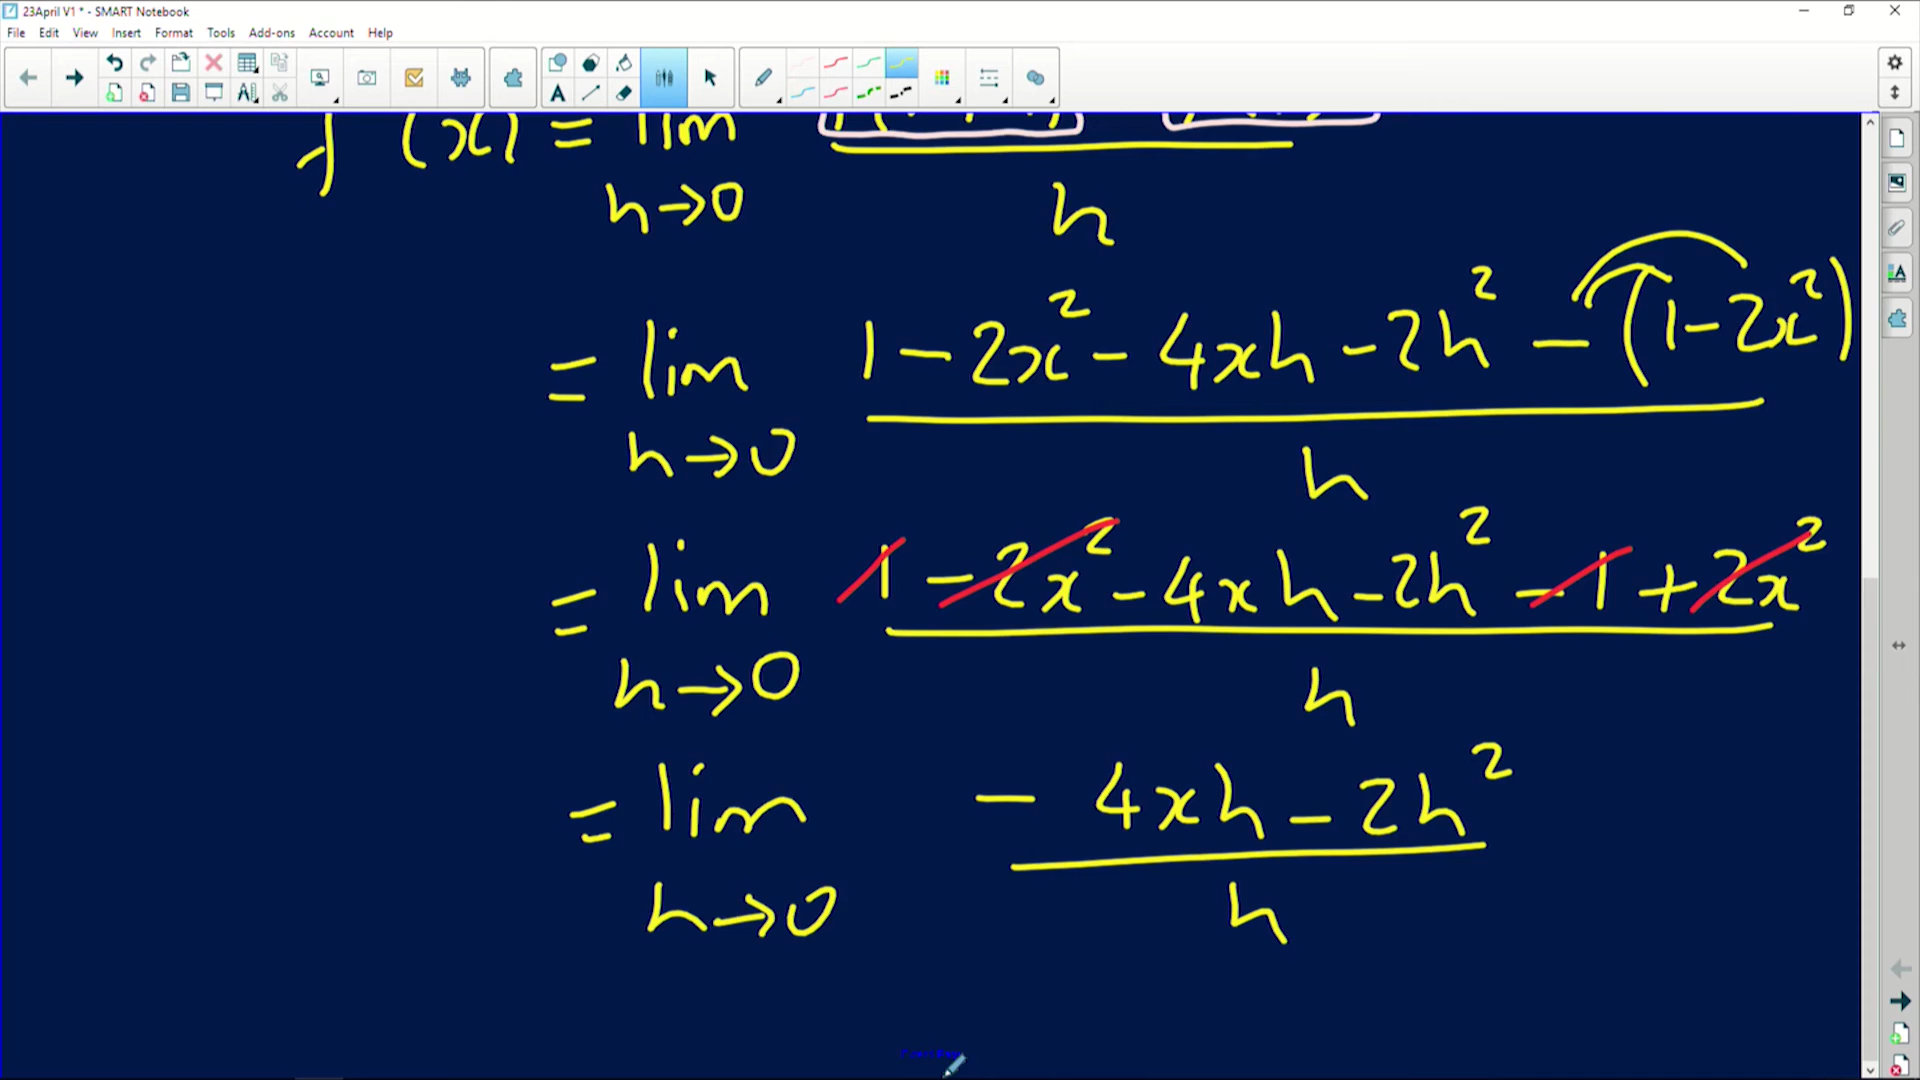 23April V1 * - SMART Notebook
File Edit View Insert Format Tools Add-ons Account Help
f (x) = lim
h→0 h
= lim 1 - 2x² - 4xh - 2h² - (1 - 2x²)
h→0 h
= lim 1 - 2x² - 4xh - 2h² - 1 + 2x²
h→0 h
= lim - 4xh - 2h²
h→0 h